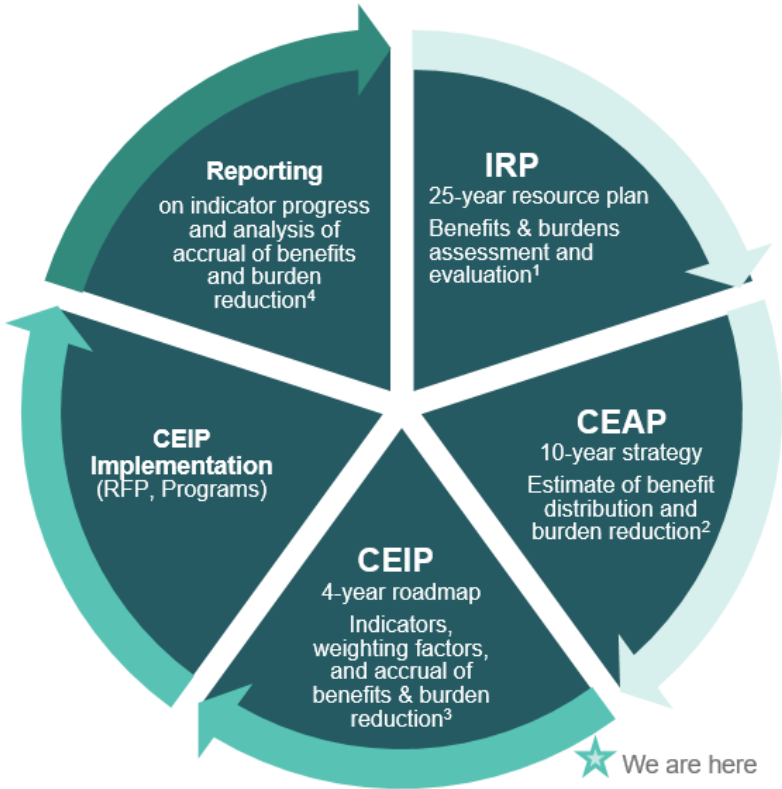 Reporting
on indicator progress
and analysis of
accrual of benefits
and burden
reduction⁴
IRP
25-year resource plan
Benefits & burdens
assessment and
evaluation¹
CEAP
10-year strategy
Estimate of benefit
distribution and
burden reduction²
CEIP
4-year roadmap
Indicators,
weighting factors,
and accrual of
benefits & burden
reduction³
CEIP
Implementation
(RFP, Programs)
We are here